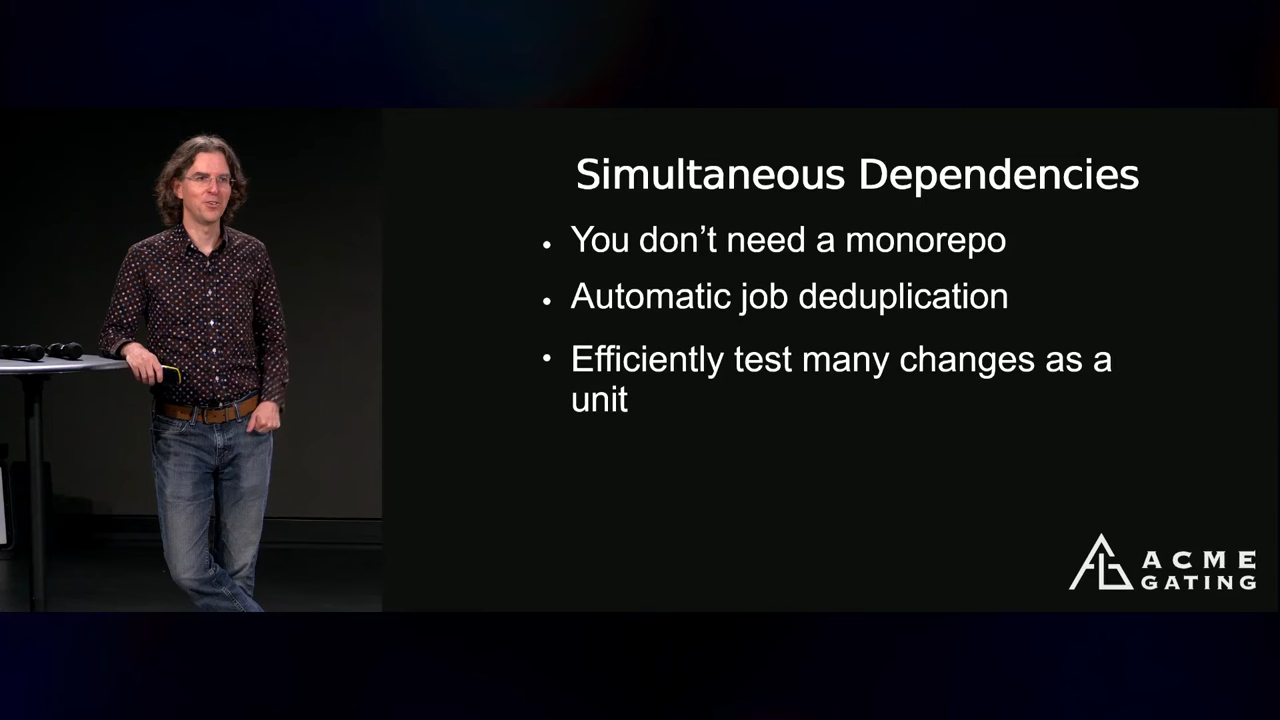 Simultaneous Dependencies
• You don’t need a monorepo
• Automatic job deduplication
• Efficiently test many changes as a
unit
ACME
GATING